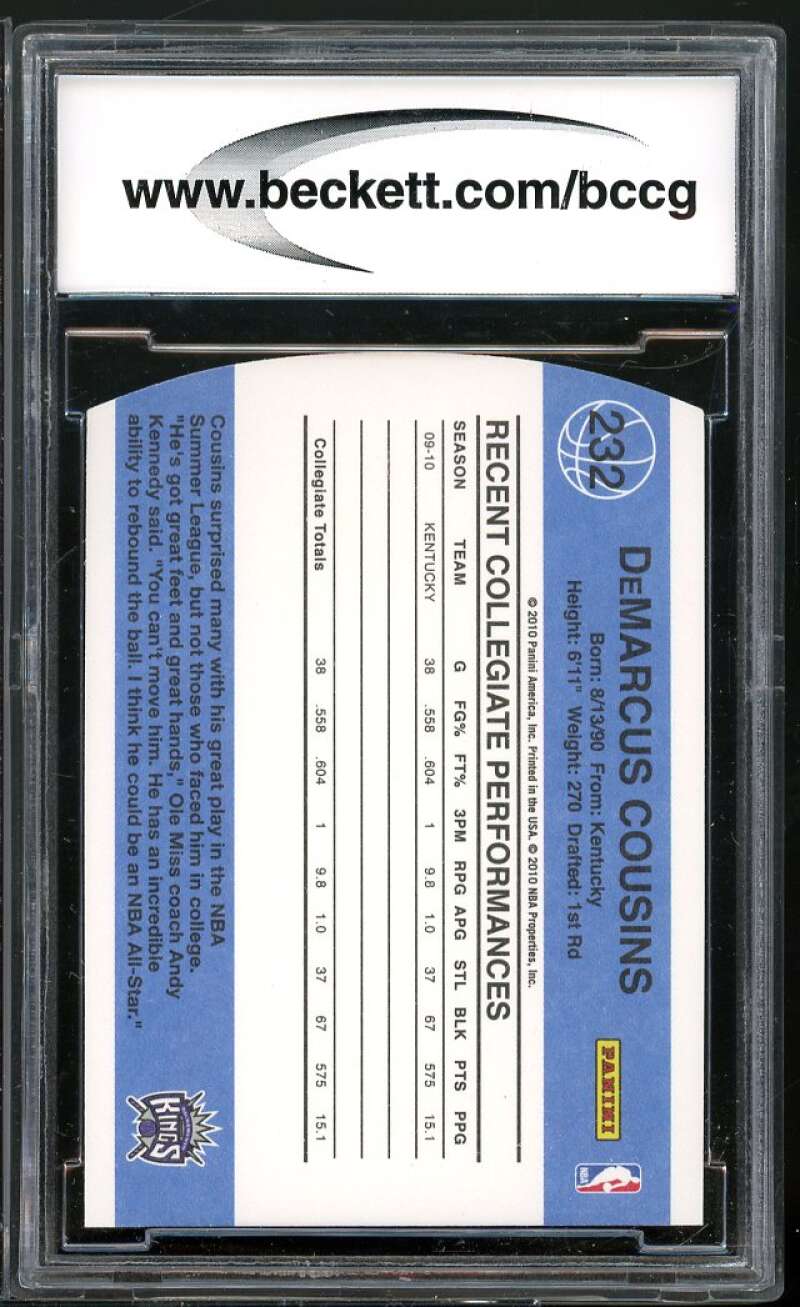 www.beckett.com/bccg
232
DeMARCUS COUSINS
Born: 8/13/90 From: Kentucky
Height: 6'11" Weight: 270 Drafted: 1st Rd
PANINI
NBA
© 2010 Panini America, Inc. Printed in the USA. © 2010 NBA Properties, Inc.
RECENT COLLEGIATE PERFORMANCES
SEASON TEAM G FG% FT% 3PM RPG APG STL BLK PTS PPG
09-10 KENTUCKY 38 .558 .604 1 9.8 1.0 37 67 575 15.1
Collegiate Totals 38 .558 .604 1 9.8 1.0 37 67 575 15.1
Cousins surprised many with his great play in the NBA
Summer League, but not those who faced him in college.
"He's got great feet and great hands," Ole Miss coach Andy
Kennedy said. "You can't move him. He has an incredible
ability to rebound the ball. I think he could be an NBA All-Star."
KINGS